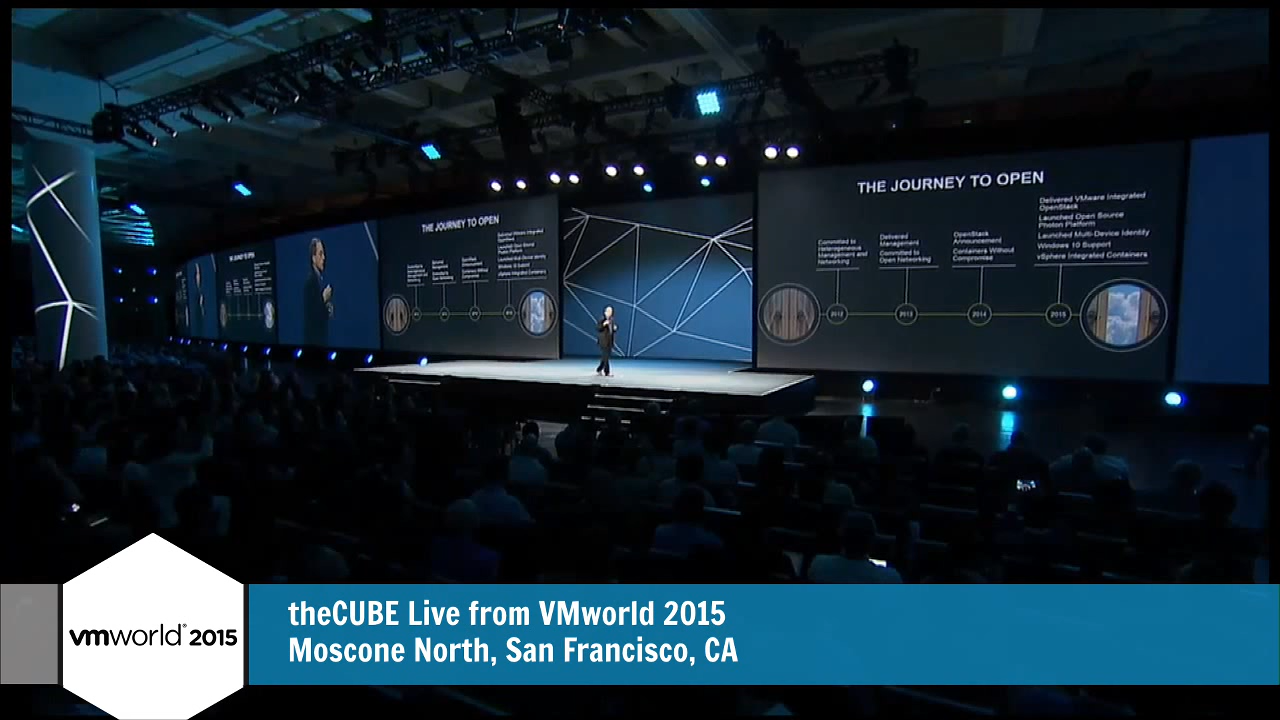 THE JOURNEY TO OPEN
THE JOURNEY TO OPEN
Committed to
Heterogeneous
Management and
Networking
Delivered
Management
Committed to
Open Networking
OpenStack
Announcement
Containers Without
Compromise
Delivered VMware Integrated
OpenStack
Launched Open Source
Photon Platform
Launched Multi-Device Identity
Windows 10 Support
vSphere Integrated Containers
2012
2013
2014
2015
vmworld® 2015
theCUBE Live from VMworld 2015
Moscone North, San Francisco, CA